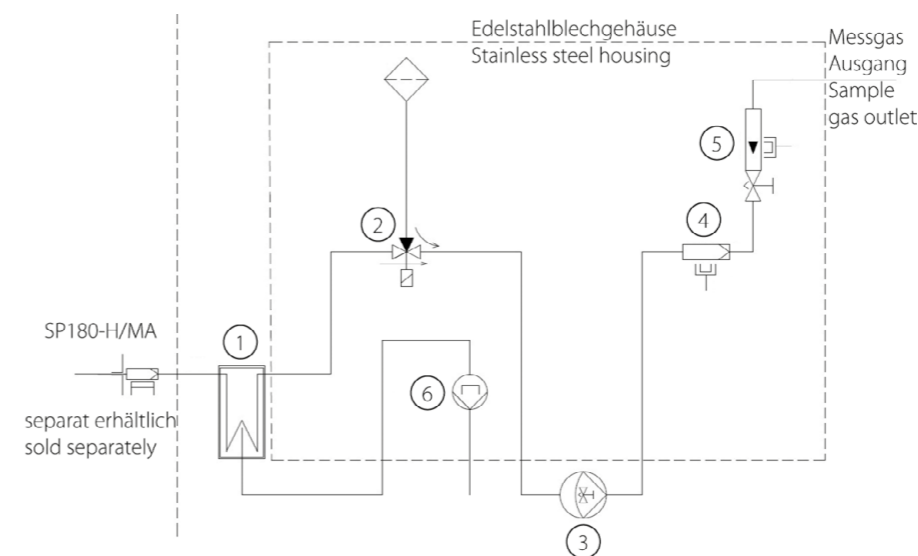 Edelstahlblechgehäuse
Stainless steel housing
Messgas
Ausgang
Sample
gas outlet
5
2
4
SP180-H/MA
1
6
separat erhältlich
sold separately
3